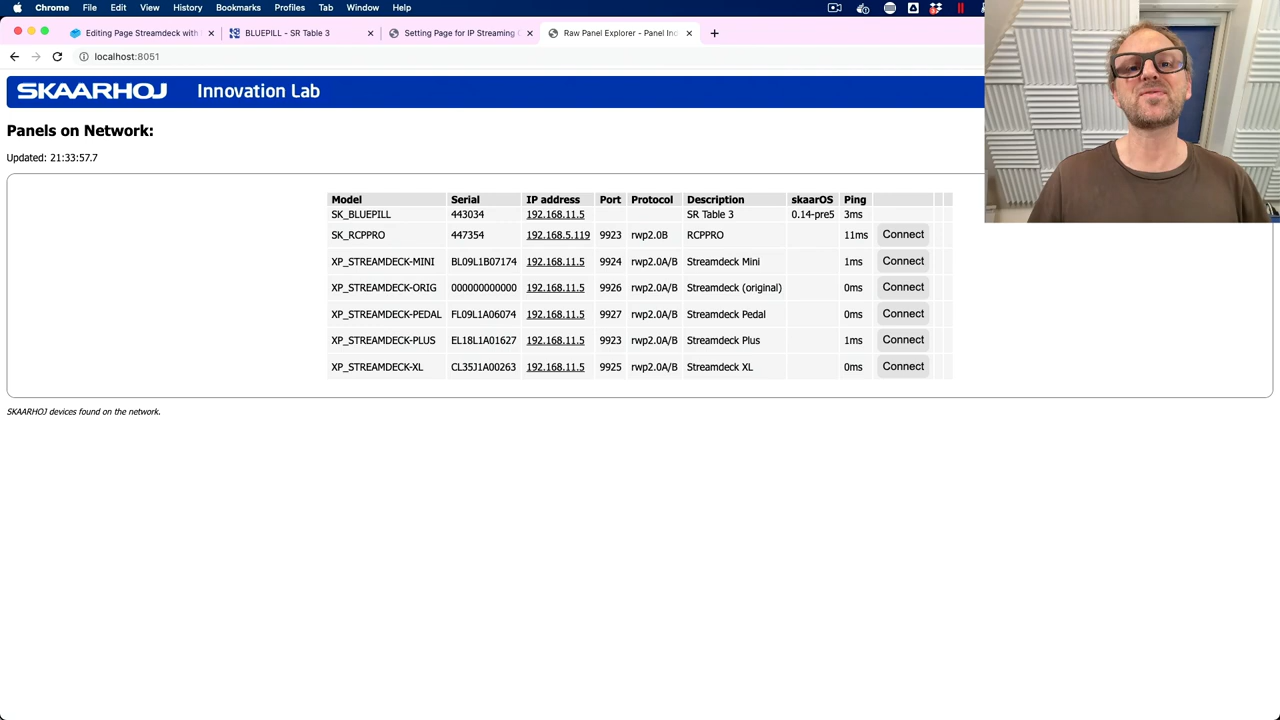 Chrome File Edit View History Bookmarks Profiles Tab Window Help
Editing Page Streamdeck with BLUEPILL - SR Table 3 Setting Page for IP Streaming Raw Panel Explorer - Panel
localhost:8051
SKAARHOJ Innovation Lab
Panels on Network:
Updated: 21:33:57.7
Model Serial IP address Port Protocol Description skaarOS Ping
SK_BLUEPILL 443034 192.168.11.5 SR Table 3 0.14-pre5 3ms
SK_RCPPRO 447354 192.168.5.119 9923 rwp2.0B RCPPRO 11ms Connect
XP_STREAMDECK-MINI BL09L1B07174 192.168.11.5 9924 rwp2.0A/B Streamdeck Mini 1ms Connect
XP_STREAMDECK-ORIG 000000000000 192.168.11.5 9926 rwp2.0A/B Streamdeck (original) 0ms Connect
XP_STREAMDECK-PEDAL FL09L1A06074 192.168.11.5 9927 rwp2.0A/B Streamdeck Pedal 0ms Connect
XP_STREAMDECK-PLUS EL18L1A01627 192.168.11.5 9923 rwp2.0A/B Streamdeck Plus 1ms Connect
XP_STREAMDECK-XL CL35J1A00263 192.168.11.5 9925 rwp2.0A/B Streamdeck XL 0ms Connect
SKAARHOJ devices found on the network.